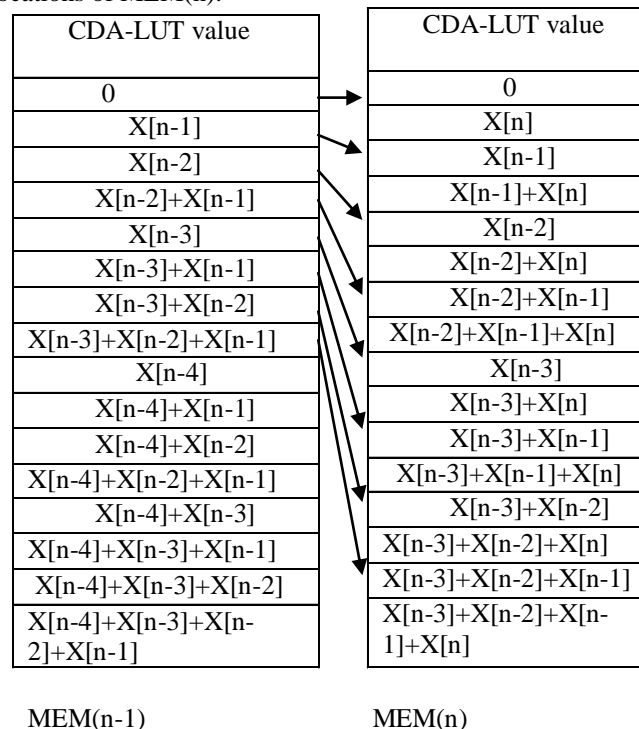 ocations of MEM(n).
CDA-LUT value
0
X[n-1]
X[n-2]
X[n-2]+X[n-1]
X[n-3]
X[n-3]+X[n-1]
X[n-3]+X[n-2]
X[n-3]+X[n-2]+X[n-1]
X[n-4]
X[n-4]+X[n-1]
X[n-4]+X[n-2]
X[n-4]+X[n-2]+X[n-1]
X[n-4]+X[n-3]
X[n-4]+X[n-3]+X[n-1]
X[n-4]+X[n-3]+X[n-2]
X[n-4]+X[n-3]+X[n-
2]+X[n-1]
MEM(n-1)
CDA-LUT value
0
X[n]
X[n-1]
X[n-1]+X[n]
X[n-2]
X[n-2]+X[n]
X[n-2]+X[n-1]
X[n-2]+X[n-1]+X[n]
X[n-3]
X[n-3]+X[n]
X[n-3]+X[n-1]
X[n-3]+X[n-1]+X[n]
X[n-3]+X[n-2]
X[n-3]+X[n-2]+X[n]
X[n-3]+X[n-2]+X[n-1]
X[n-3]+X[n-2]+X[n-
1]+X[n]
MEM(n)